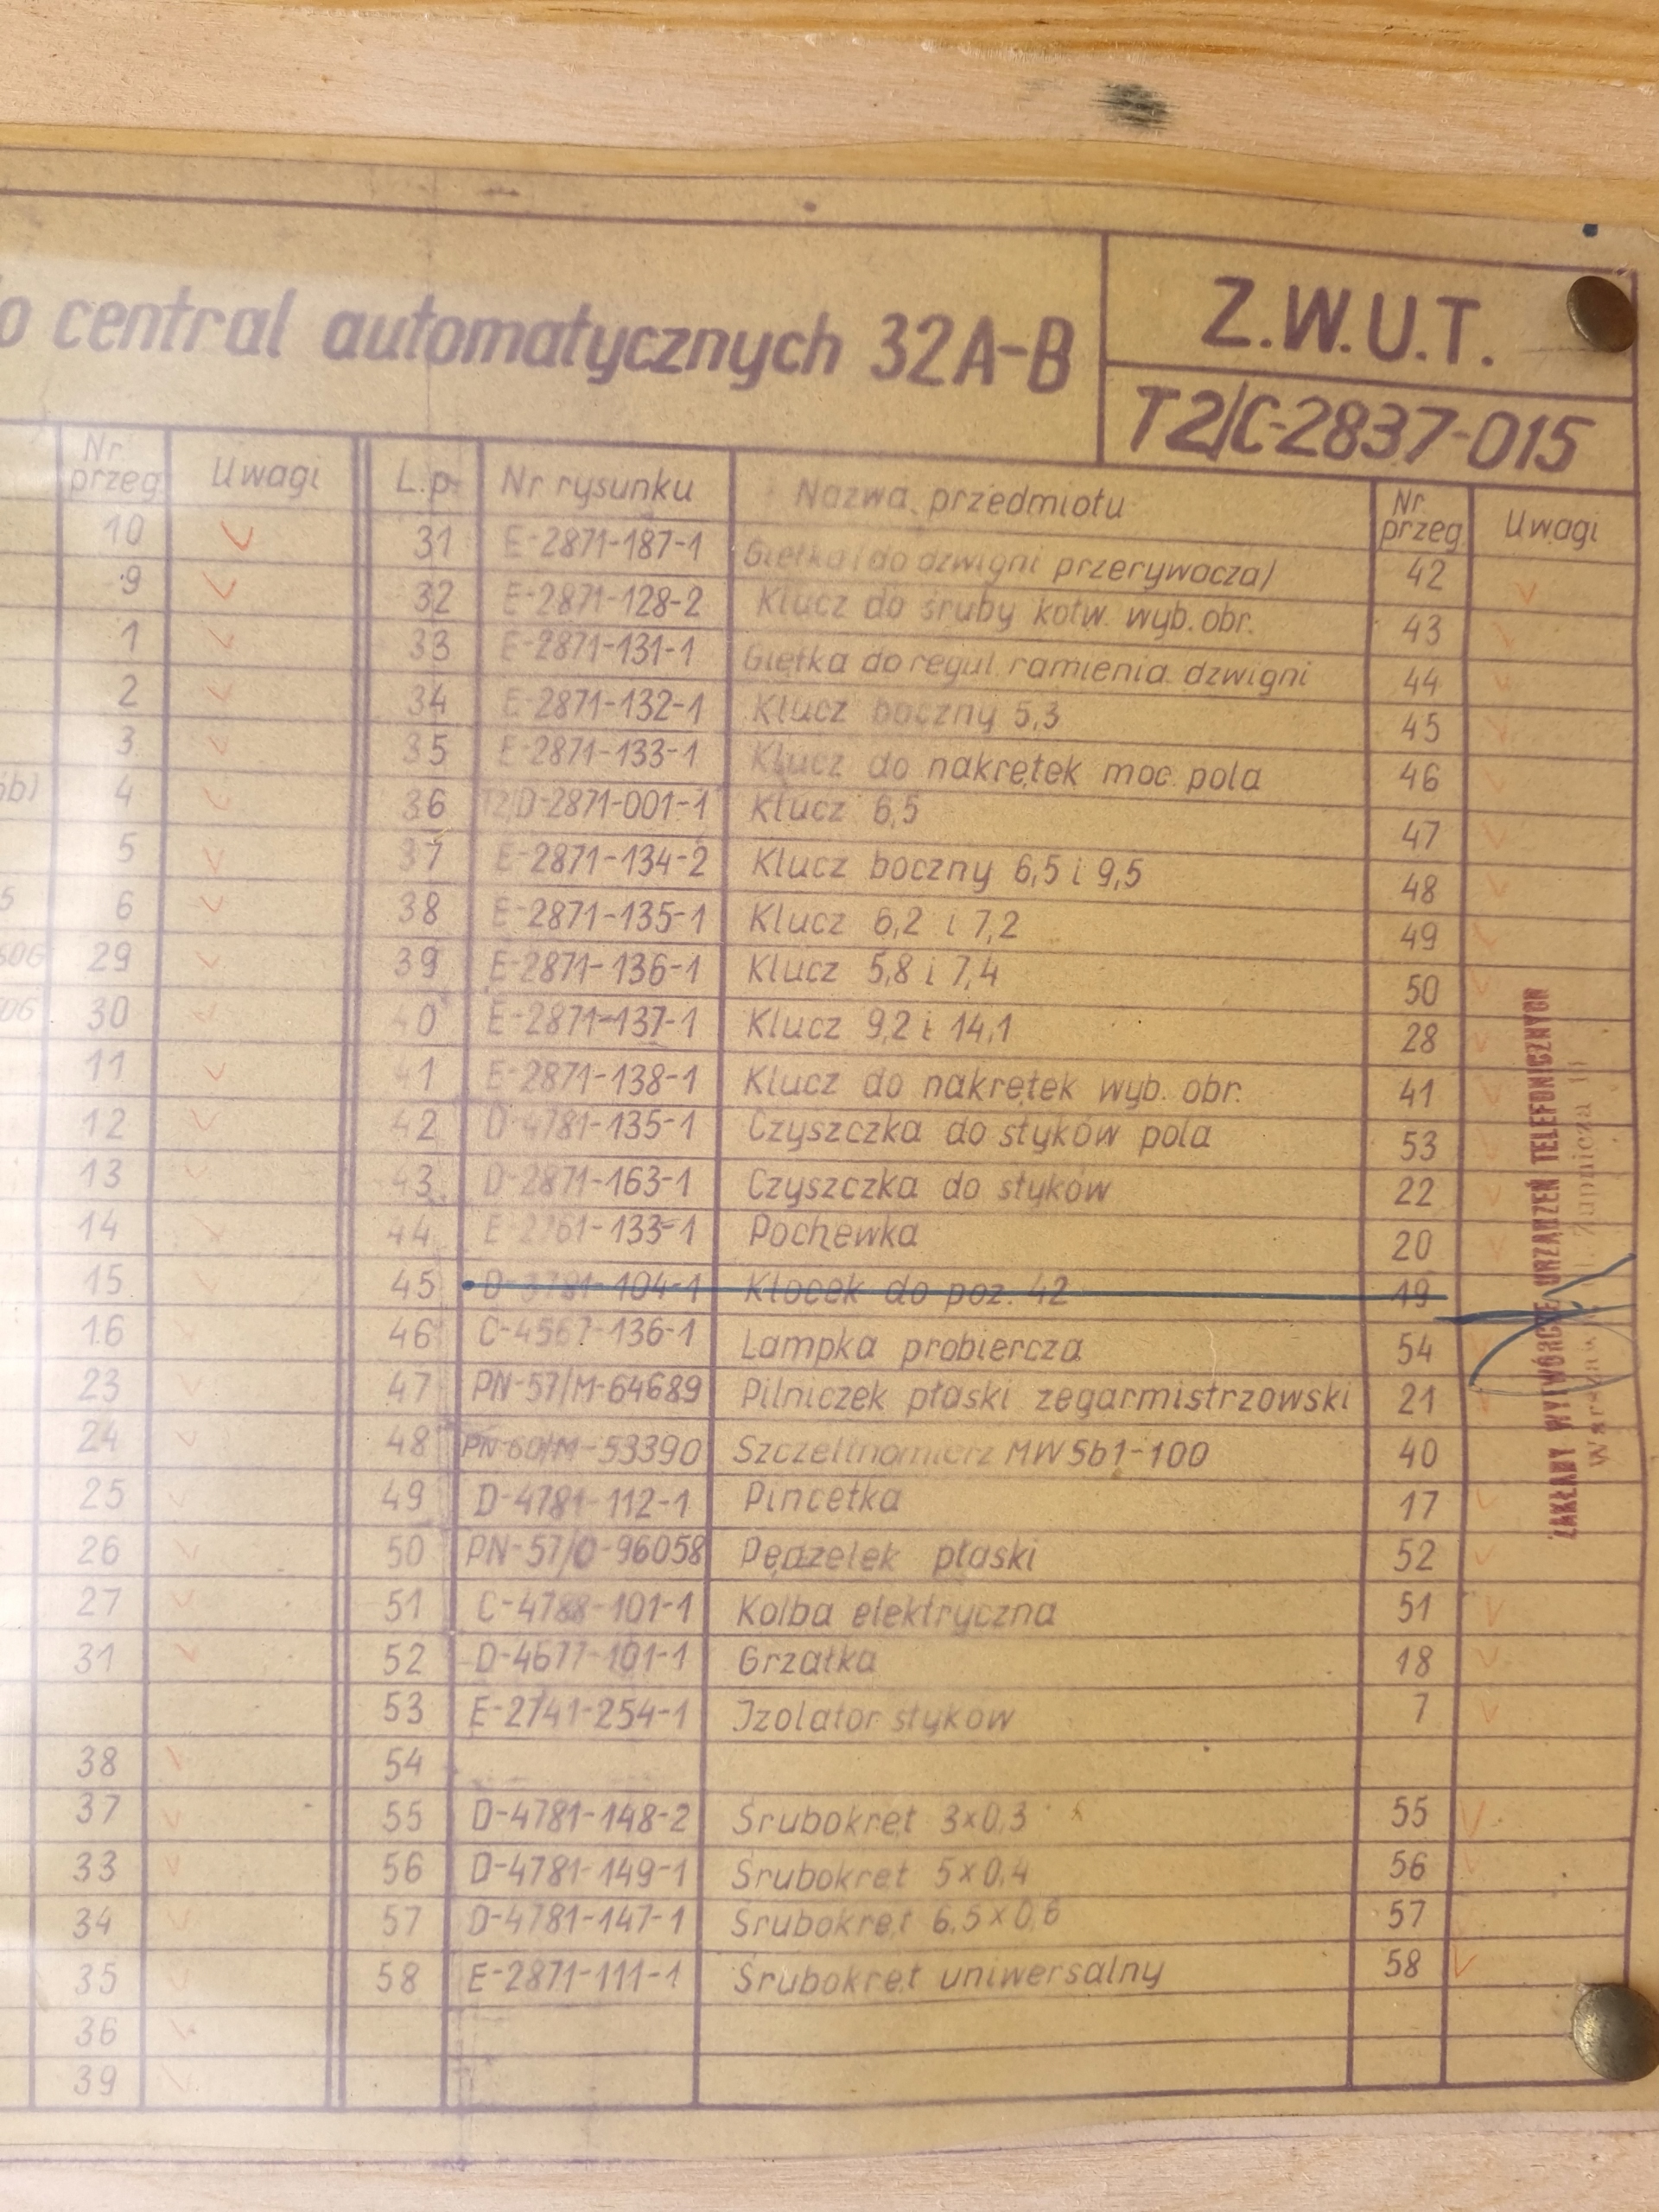 central automatycznych 32A-B
Z.W.U.T.
T2/C-2837-015
Nr przeg Uwagi L.p. Nr rysunku Nazwa przedmiotu Nr przeg Uwagi
10 31 E-2871-187-1 Giętka (do dzwigni przerywacza) 42
9 32 E-2871-128-2 Klucz do śruby kotw. wyb. obr. 43
1 33 E-2871-131-1 Giętka do regul. ramienia dzwigni 44
2 34 E-2871-132-1 Klucz boczny 5,3 45
3 35 E-2871-133-1 Klucz do nakrętek moc pola 46
4 36 T2/D-2871-001-1 Klucz 6,5 47
5 37 E-2871-134-2 Klucz boczny 6,5 i 9,5 48
6 38 E-2871-135-1 Klucz 6,2 i 7,2 49
29 39 E-2871-136-1 Klucz 5,8 i 7,4 50
30 40 E-2871-137-1 Klucz 9,2 i 14,1 28
11 41 E-2871-138-1 Klucz do nakrętek wyb. obr. 41
12 42 D-4781-135-1 Czyszczka do styków pola 53
13 43 D-2871-163-1 Czyszczka do styków 22
14 44 Pochewka 20
15 45 D-3781-104-1 Klocek do poz. 42 19
16 46 C-4567-136-1 Lampka probiercza 54
23 47 PN-57/M-64689 Pilniczek płaski zegarmistrzowski 21
24 48 PN-60/M-53390 Szczelinomierz MWSb1-100 40
25 49 D-4781-112-1 Pincetka 17
26 50 PN-57/O-96058 Pędzelek płaski 52
27 51 C-4788-101-1 Kolba elektryczna 51
31 52 D-4677-101-1 Grzałka 18
53 E-2741-254-1 Izolator styków 7
38 54
37 55 D-4781-148-2 Śrubokręt 3x0,3 55
33 56 D-4781-149-1 Śrubokręt 5x0,4 56
34 57 D-4781-147-1 Śrubokręt 6,5x0,6 57
35 58 E-2871-111-1 Śrubokręt uniwersalny 58
36
39
ZAKŁADY WYTWÓRCZE URZĄDZEŃ TELEFONICZNYCH